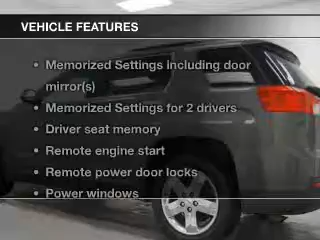 VEHICLE FEATURES
• Memorized Settings including door
mirror(s)
• Memorized Settings for 2 drivers
• Driver seat memory
• Remote engine start
• Remote power door locks
• Power windows